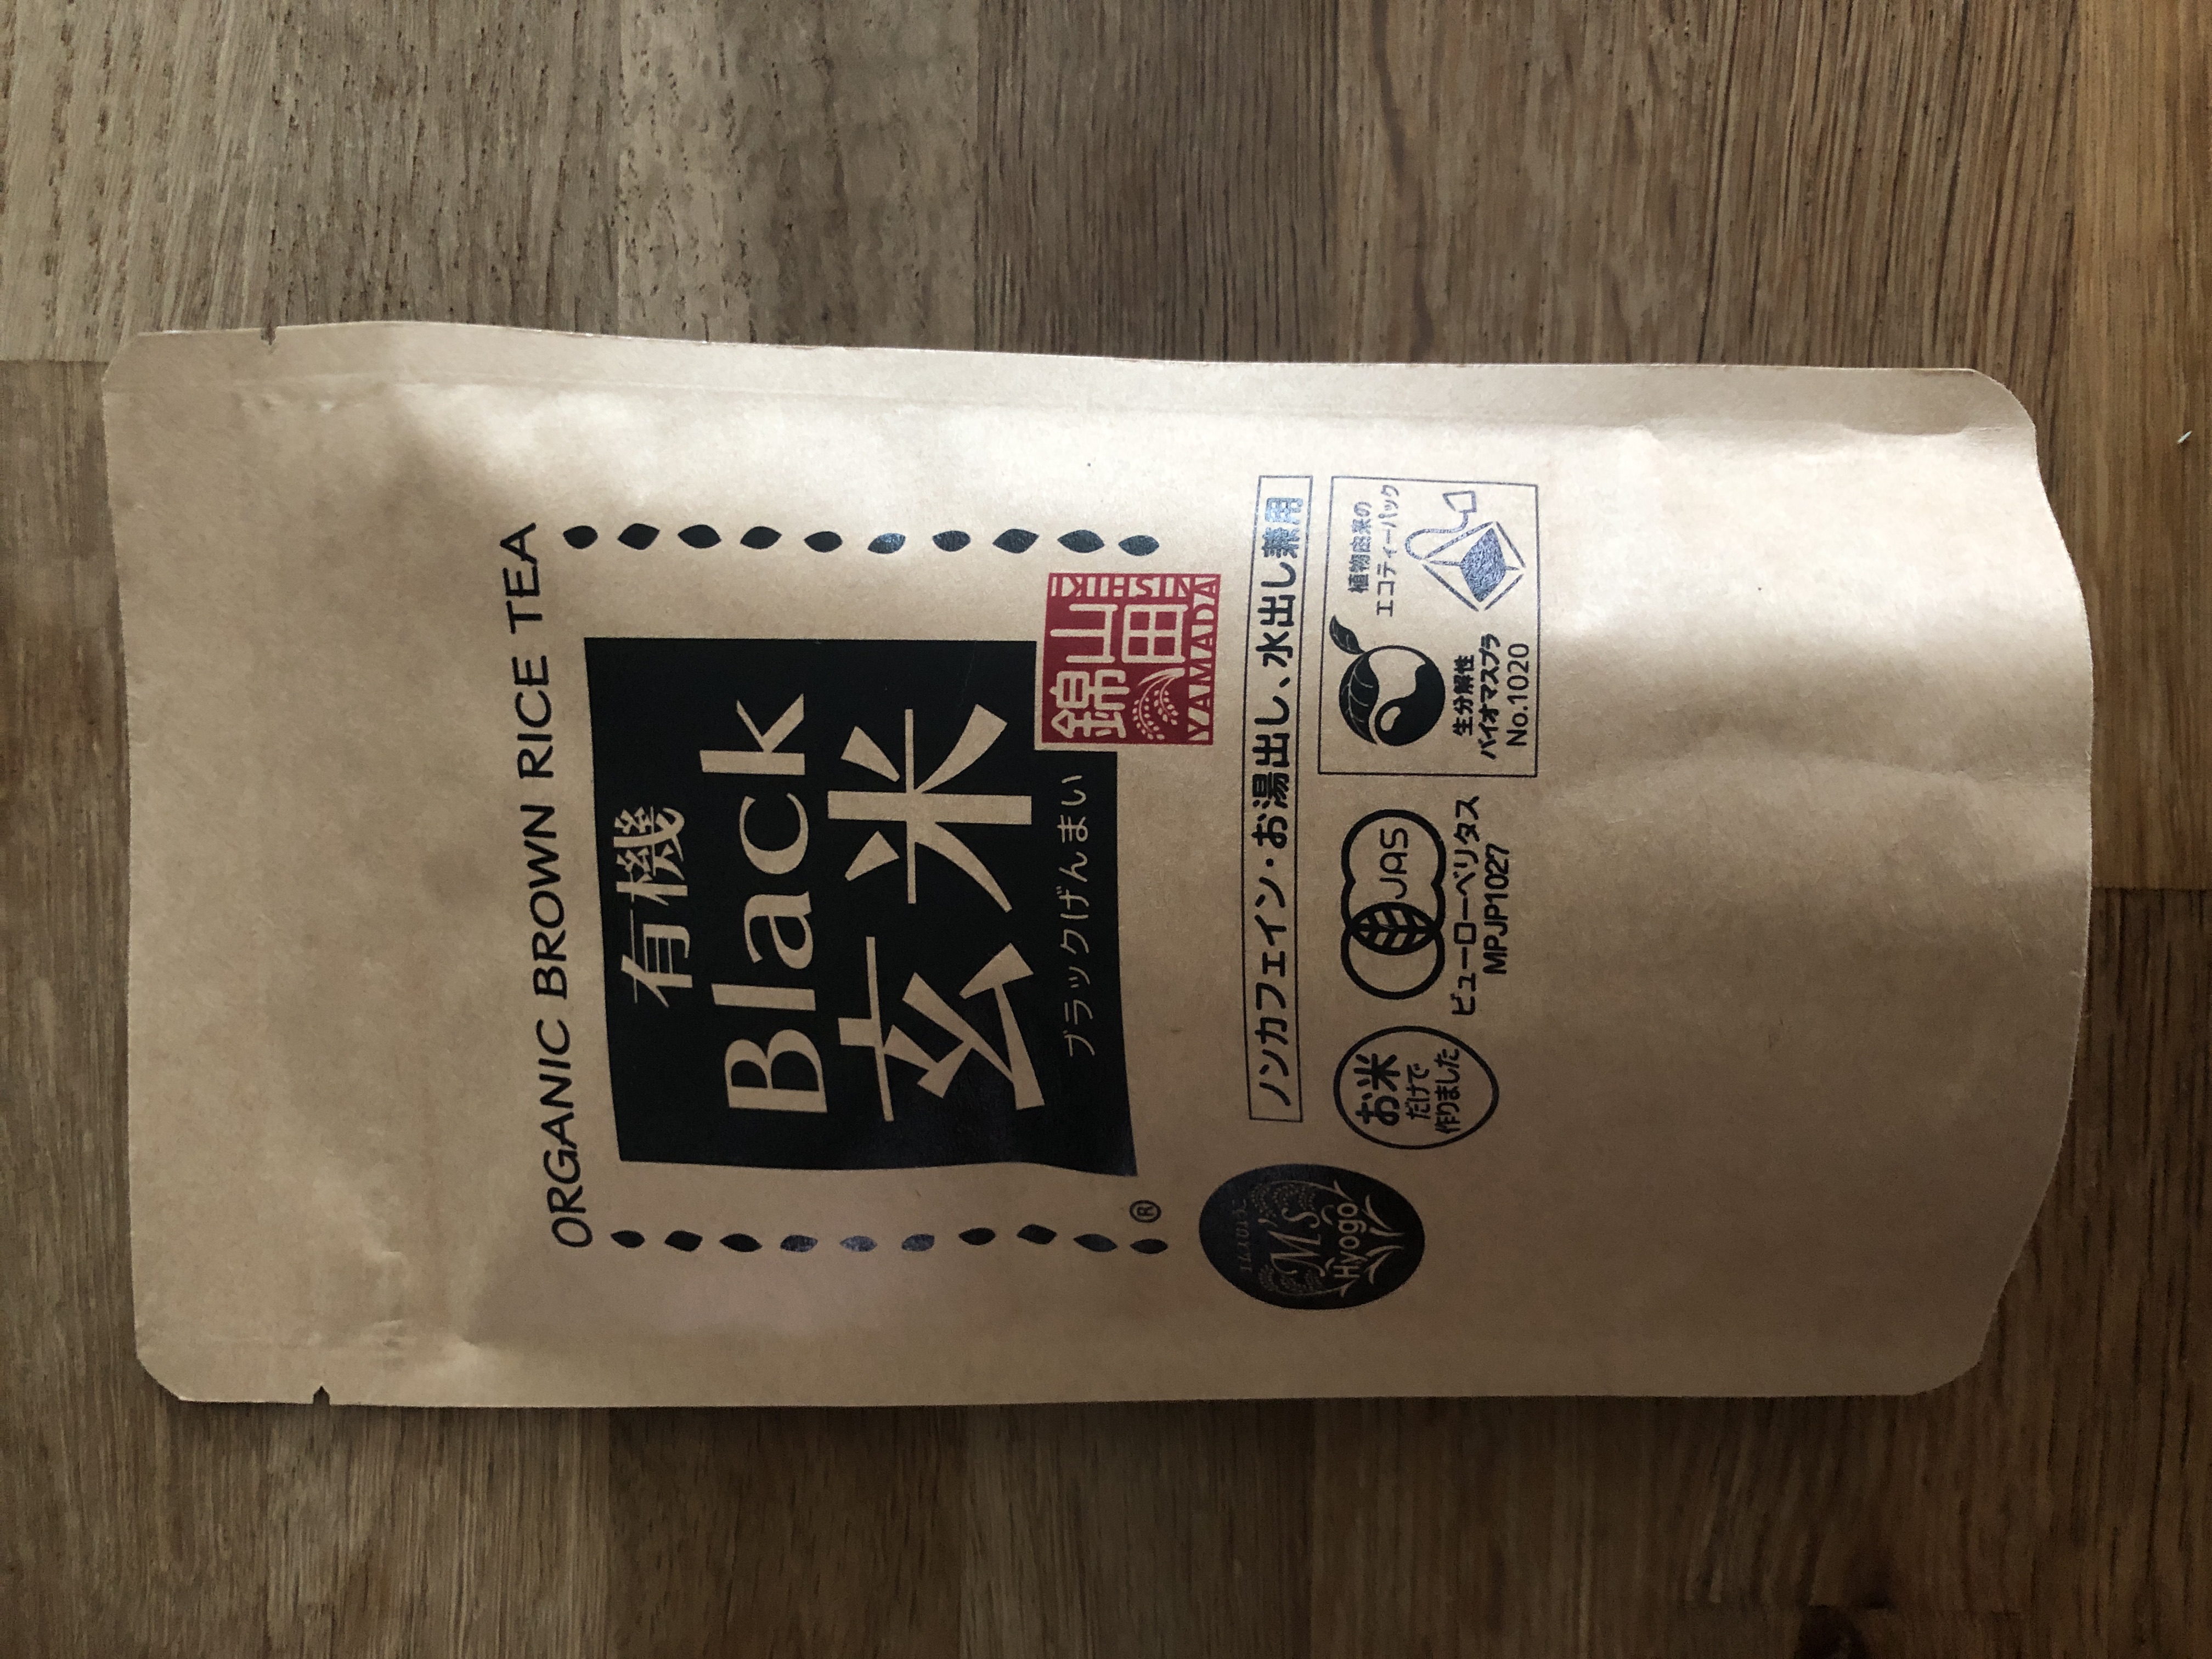 ORGANIC BROWN RICE TEA
有機
Black
玄米
ブラックげんまい
錦山田
NISHIKI
YAMADA
®
ノンカフェイン・お湯出し、水出し兼用
M's
Hyogo
お米
だけで
作りました
JAS
ビューローベリタス
MPJP1027
植物由来の
エコティーパック
生分解性
バイオマスプラ
No.1020